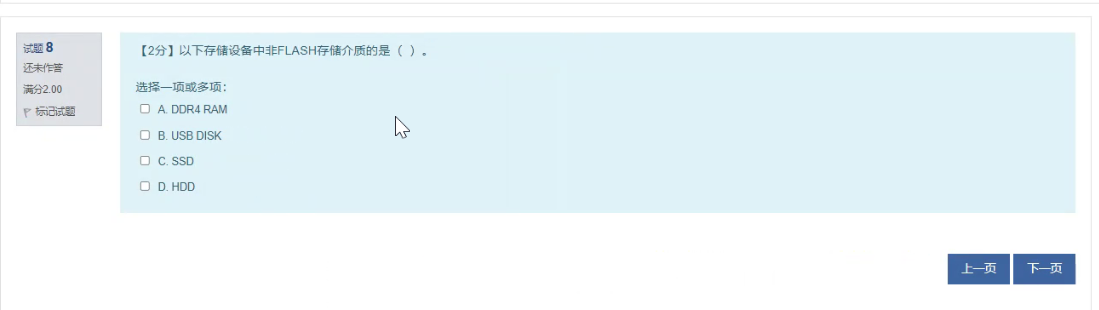 试题 8
还未作答
满分2.00
标记试题
【2分】以下存储设备中非FLASH存储介质的是（ ）。
选择一项或多项：
A. DDR4 RAM
B. USB DISK
C. SSD
D. HDD
上一页 下一页